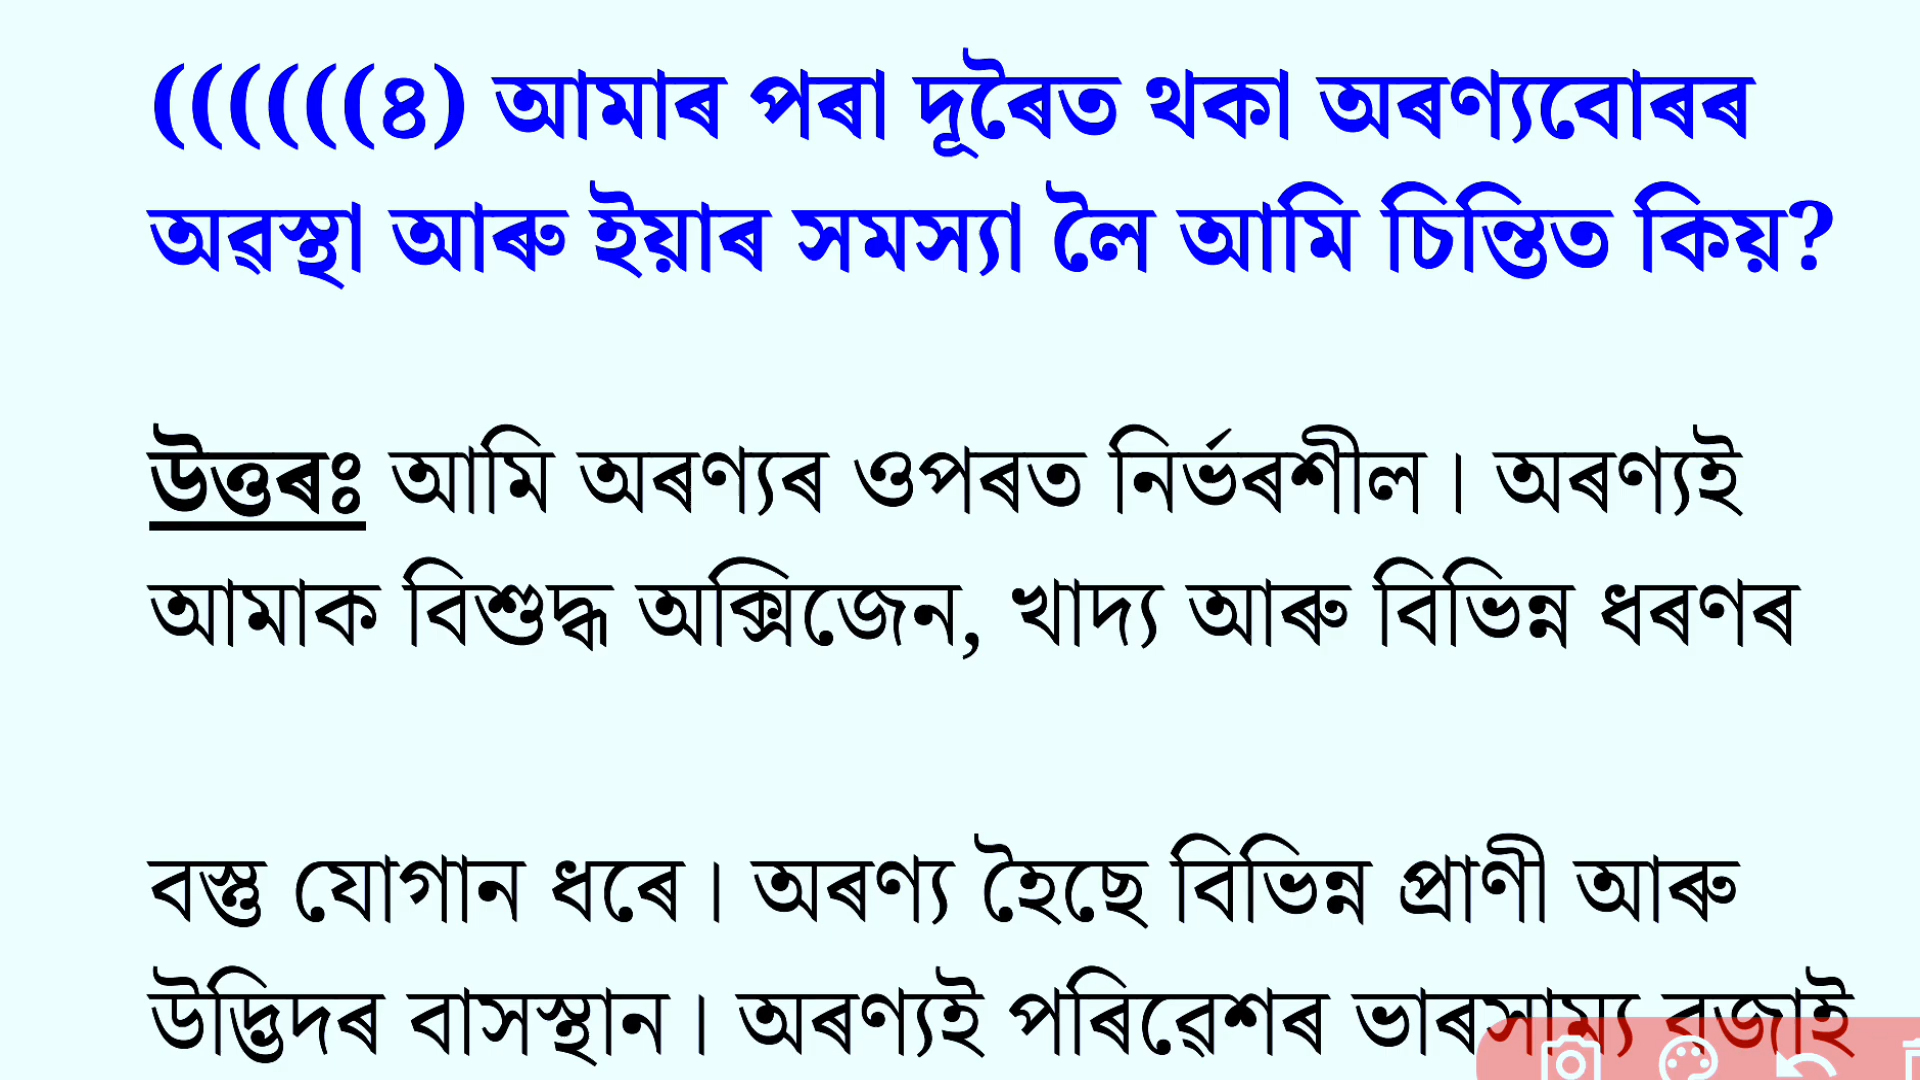 ((((((৪) আমাৰ পৰা দূৰৈত থকা অৰণ্যবোৰৰ
অৱস্থা আৰু ইয়াৰ সমস্যা লৈ আমি চিন্তিত কিয়?
উত্তৰঃ আমি অৰণ্যৰ ওপৰত নিৰ্ভৰশীল। অৰণ্যই
আমাক বিশুদ্ধ অক্সিজেন, খাদ্য আৰু বিভিন্ন ধৰণৰ
বস্তু যোগান ধৰে। অৰণ্য হৈছে বিভিন্ন প্ৰাণী আৰু
উদ্ভিদৰ বাসস্থান। অৰণ্যই পৰিৱেশৰ ভাৰসাম্য বজাই